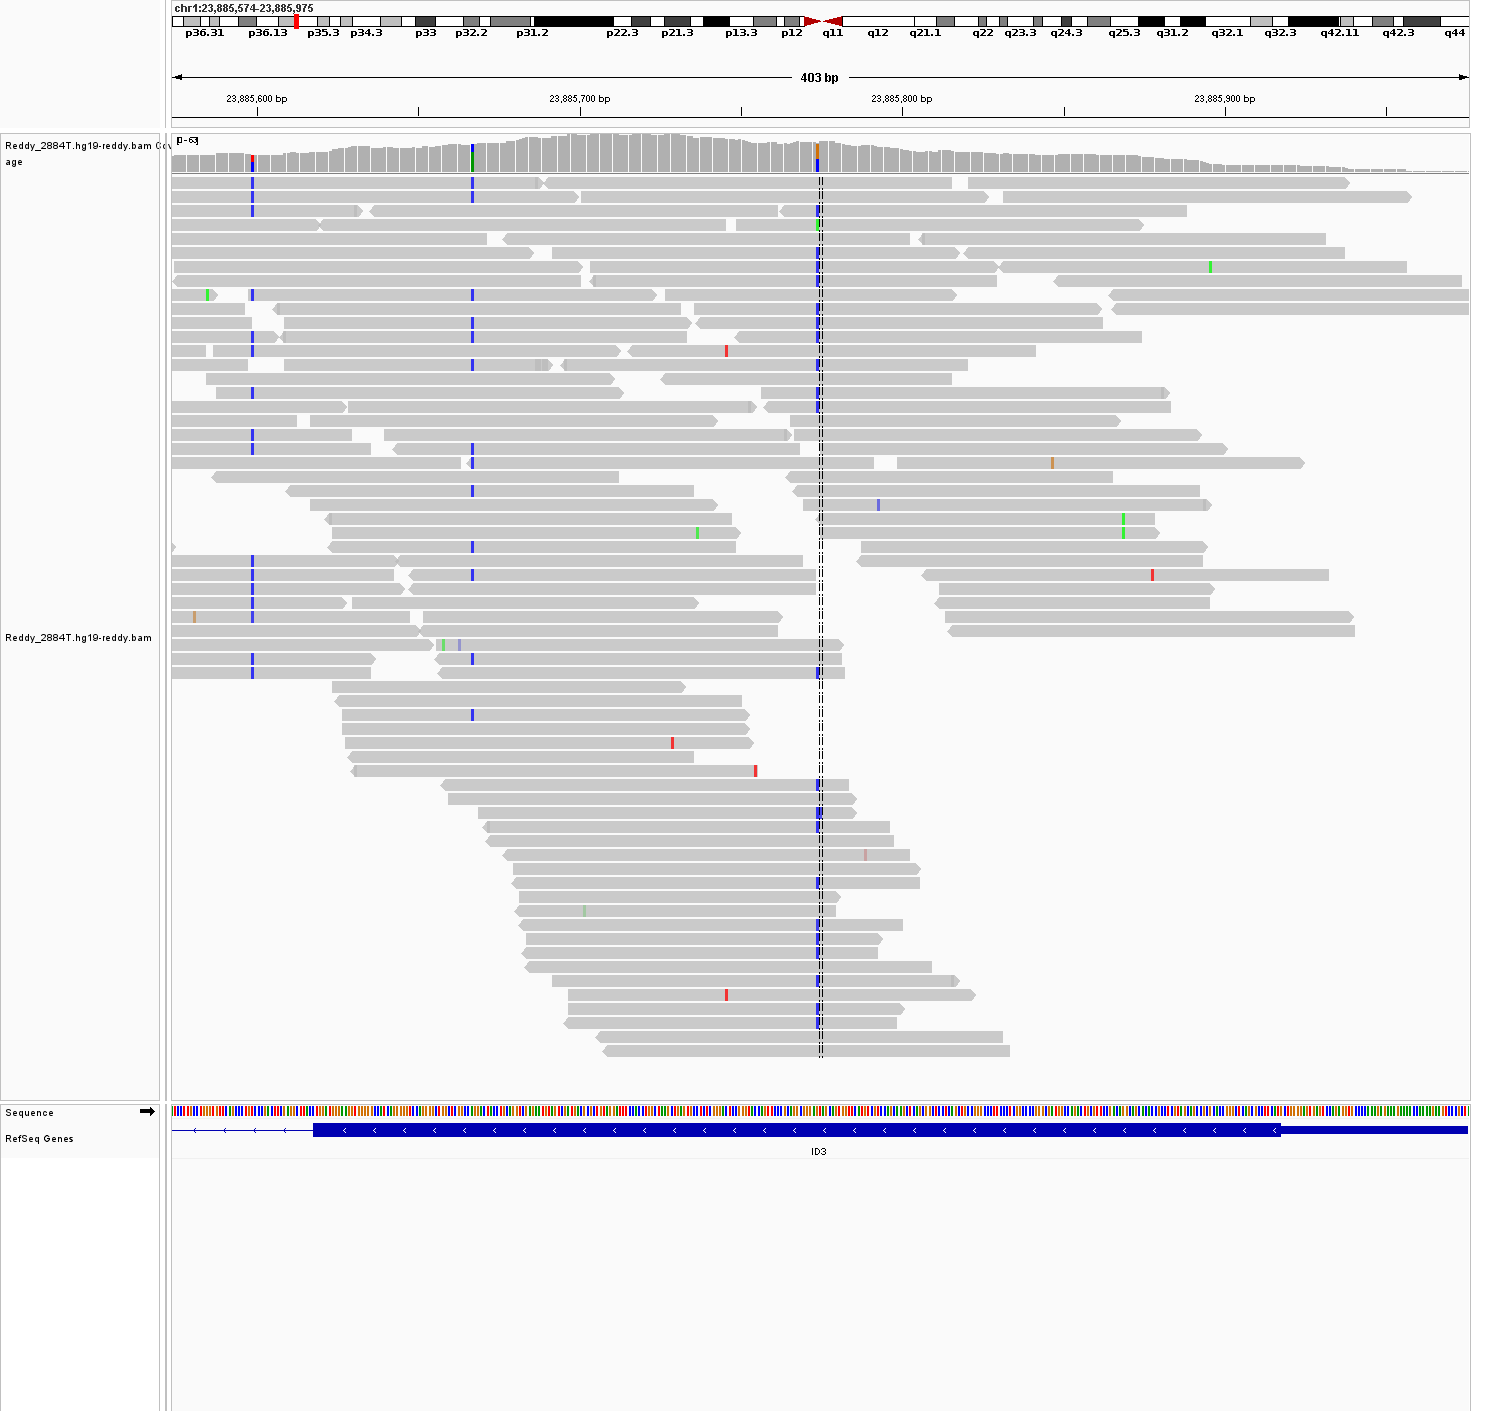 chr1:23,885,574-23,885,975
p36.31 p36.13 p35.3 p34.3 p33 p32.2 p31.2 p22.3 p21.3 p13.3 p12 q11 q12 q21.1 q22 q23.3 q24.3 q25.3 q31.2 q32.1 q32.3 q42.11 q42.3 q44
403 bp
23,885,600 bp 23,885,700 bp 23,885,800 bp 23,885,900 bp
[0-63]
Reddy_2884T.hg19-reddy.bam Cov
age
Reddy_2884T.hg19-reddy.bam
Sequence
RefSeq Genes
ID3